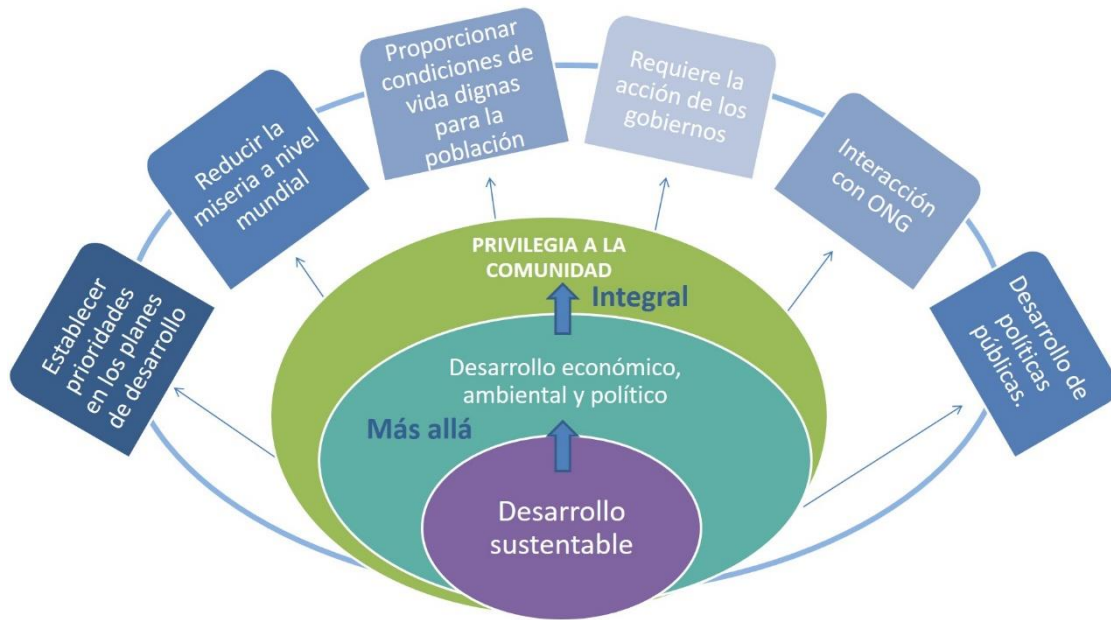 Establecer
prioridades
en los planes
de desarrollo
Reducir la
miseria a nivel
mundial
Proporcionar
condiciones de
vida dignas
para la
población
Requiere la
acción de los
gobiernos
Interacción
con ONG
Desarrollo de
políticas
públicas.
PRIVILEGIA A LA
COMUNIDAD
Integral
Desarrollo económico,
ambiental y político
Más allá
Desarrollo
sustentable